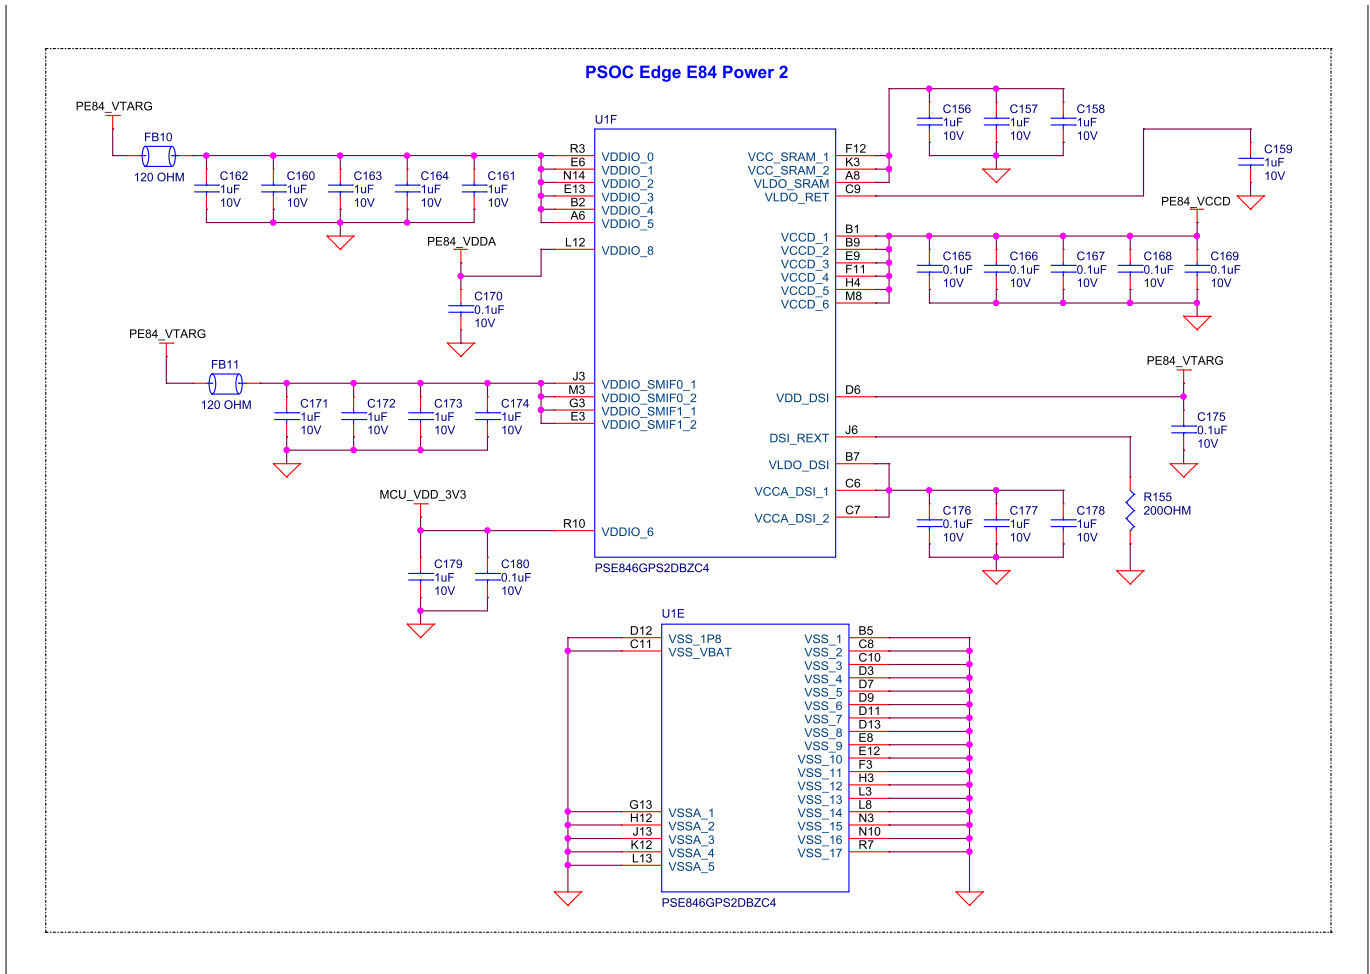 PSOC Edge E84 Power 2
PE84_VTARG
FB10
120 OHM
C162
1uF
10V
C160
1uF
10V
C163
1uF
10V
C164
1uF
10V
C161
1uF
10V
PE84_VDDA
C170
0.1uF
10V
PE84_VTARG
FB11
120 OHM
C171
1uF
10V
C172
1uF
10V
C173
1uF
10V
C174
1uF
10V
MCU_VDD_3V3
C179
1uF
10V
C180
0.1uF
10V
U1F
R3 VDDIO_0
E6 VDDIO_1
N14 VDDIO_2
E13 VDDIO_3
B2 VDDIO_4
A6 VDDIO_5
L12 VDDIO_8
J3 VDDIO_SMIF0_1
M3 VDDIO_SMIF0_2
G3 VDDIO_SMIF1_1
E3 VDDIO_SMIF1_2
R10 VDDIO_6
VCC_SRAM_1 F12
VCC_SRAM_2 K3
VLDO_SRAM A8
VLDO_RET C9
VCCD_1 B1
VCCD_2 B9
VCCD_3 E9
VCCD_4 F11
VCCD_5 H4
VCCD_6 M8
VDD_DSI D6
DSI_REXT J6
VLDO_DSI B7
VCCA_DSI_1 C6
VCCA_DSI_2 C7
PSE846GPS2DBZC4
C156
1uF
10V
C157
1uF
10V
C158
1uF
10V
C159
1uF
10V
PE84_VCCD
C165
0.1uF
10V
C166
0.1uF
10V
C167
0.1uF
10V
C168
0.1uF
10V
C169
0.1uF
10V
PE84_VTARG
C175
0.1uF
10V
R155
200OHM
C176
0.1uF
10V
C177
1uF
10V
C178
1uF
10V
U1E
D12 VSS_1P8
C11 VSS_VBAT
G13 VSSA_1
H12 VSSA_2
J13 VSSA_3
K12 VSSA_4
L13 VSSA_5
VSS_1 B5
VSS_2 C8
VSS_3 C10
VSS_4 D3
VSS_5 D7
VSS_6 D9
VSS_7 D11
VSS_8 D13
VSS_9 E8
VSS_10 E12
VSS_11 F3
VSS_12 H3
VSS_13 L3
VSS_14 L8
VSS_15 N3
VSS_16 N10
VSS_17 R7
PSE846GPS2DBZC4